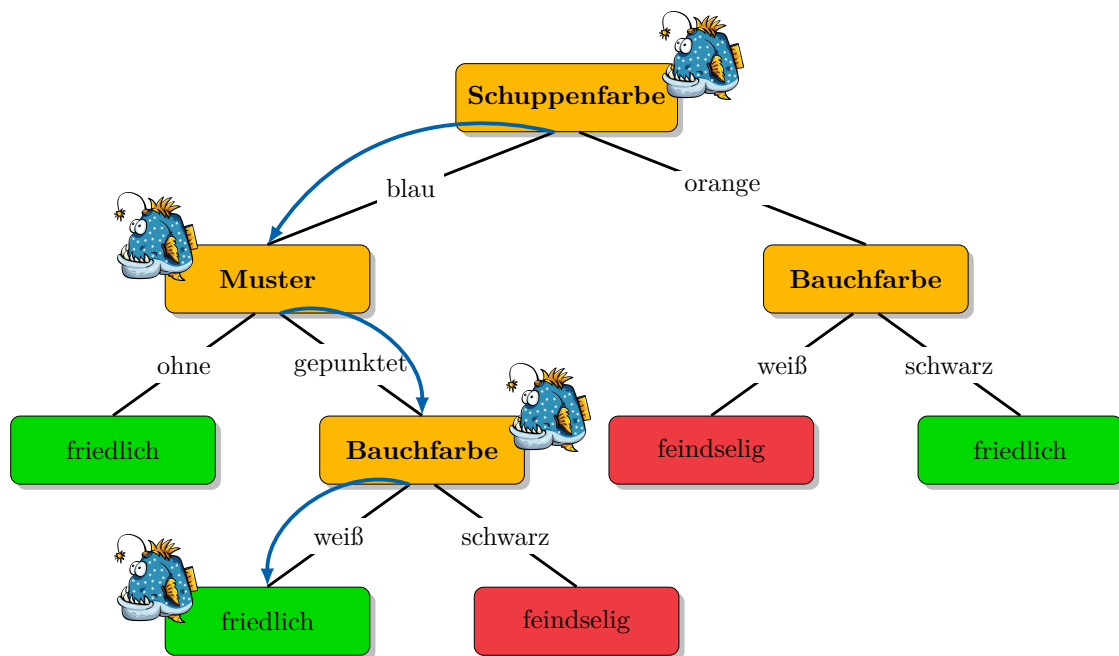 Schuppenfarbe
blau
orange
Muster
Bauchfarbe
ohne
gepunktet
weiß
schwarz
friedlich
Bauchfarbe
feindselig
friedlich
weiß
schwarz
friedlich
feindselig